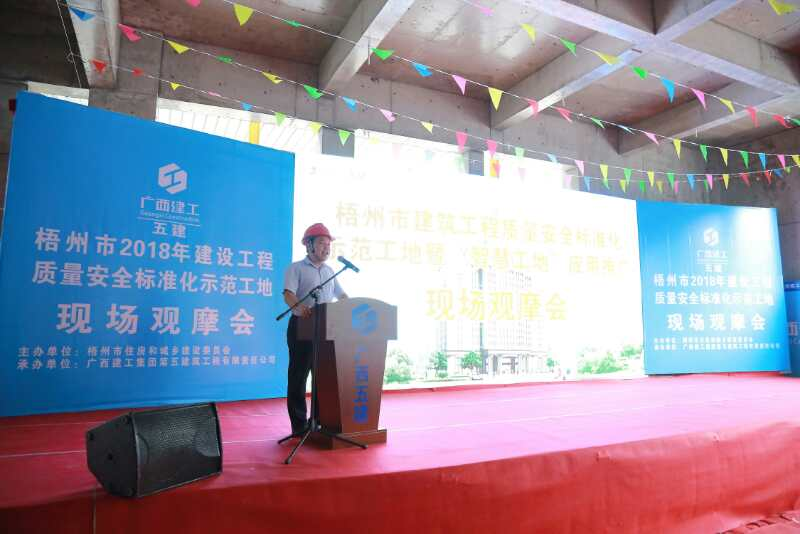 广西建工
Guangxi Construction
五建
梧州市2018年建设工程
质量安全标准化示范工地
现场观摩会
主办单位：梧州市住房和城乡建设委员会
承办单位：广西建工集团第五建筑工程有限责任公司
梧州市建筑工程质量安全标准化
示范工地暨“智慧工地”应用推广
现场观摩会
广西五建
广西建工
五建
梧州市2018年建设工程
质量安全标准化示范工地
现场观摩会